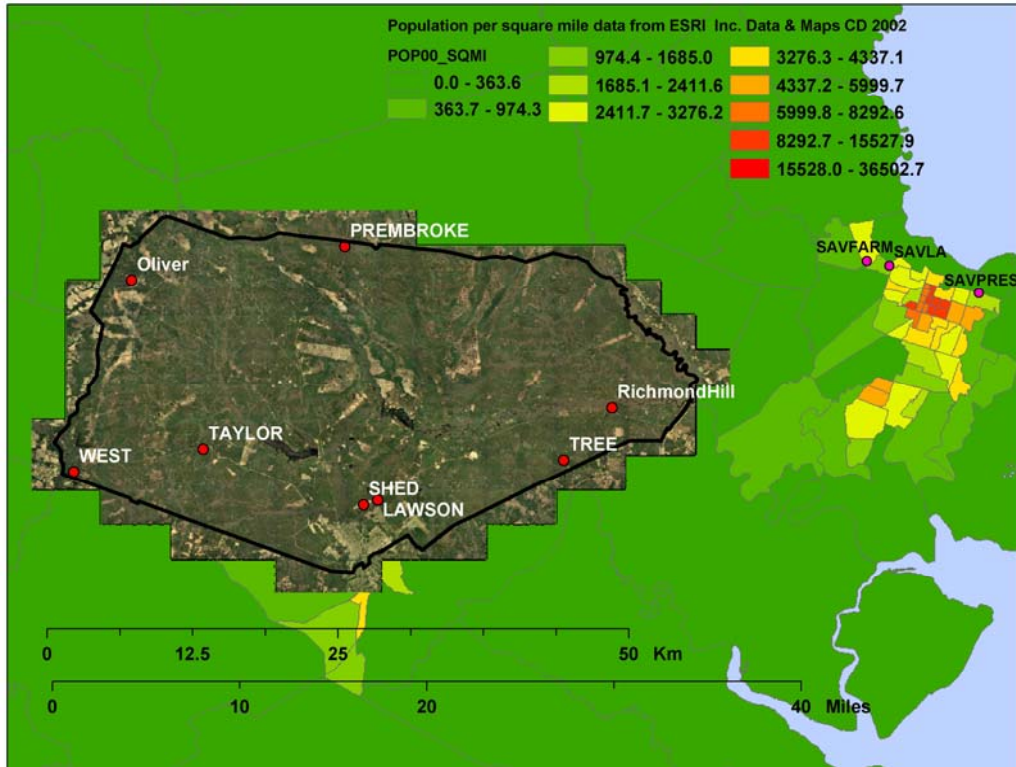 Population per square mile data from ESRI Inc. Data & Maps CD 2002
POP00_SQMI
0.0 - 363.6
363.7 - 974.3
974.4 - 1685.0
1685.1 - 2411.6
2411.7 - 3276.2
3276.3 - 4337.1
4337.2 - 5999.7
5999.8 - 8292.6
8292.7 - 15527.9
15528.0 - 36502.7
PREMBROKE
Oliver
SAVFARM
SAVLA
SAVPRES
RichmondHill
TAYLOR
TREE
WEST
SHED
LAWSON
0 12.5 25 50 Km
0 10 20 40 Miles